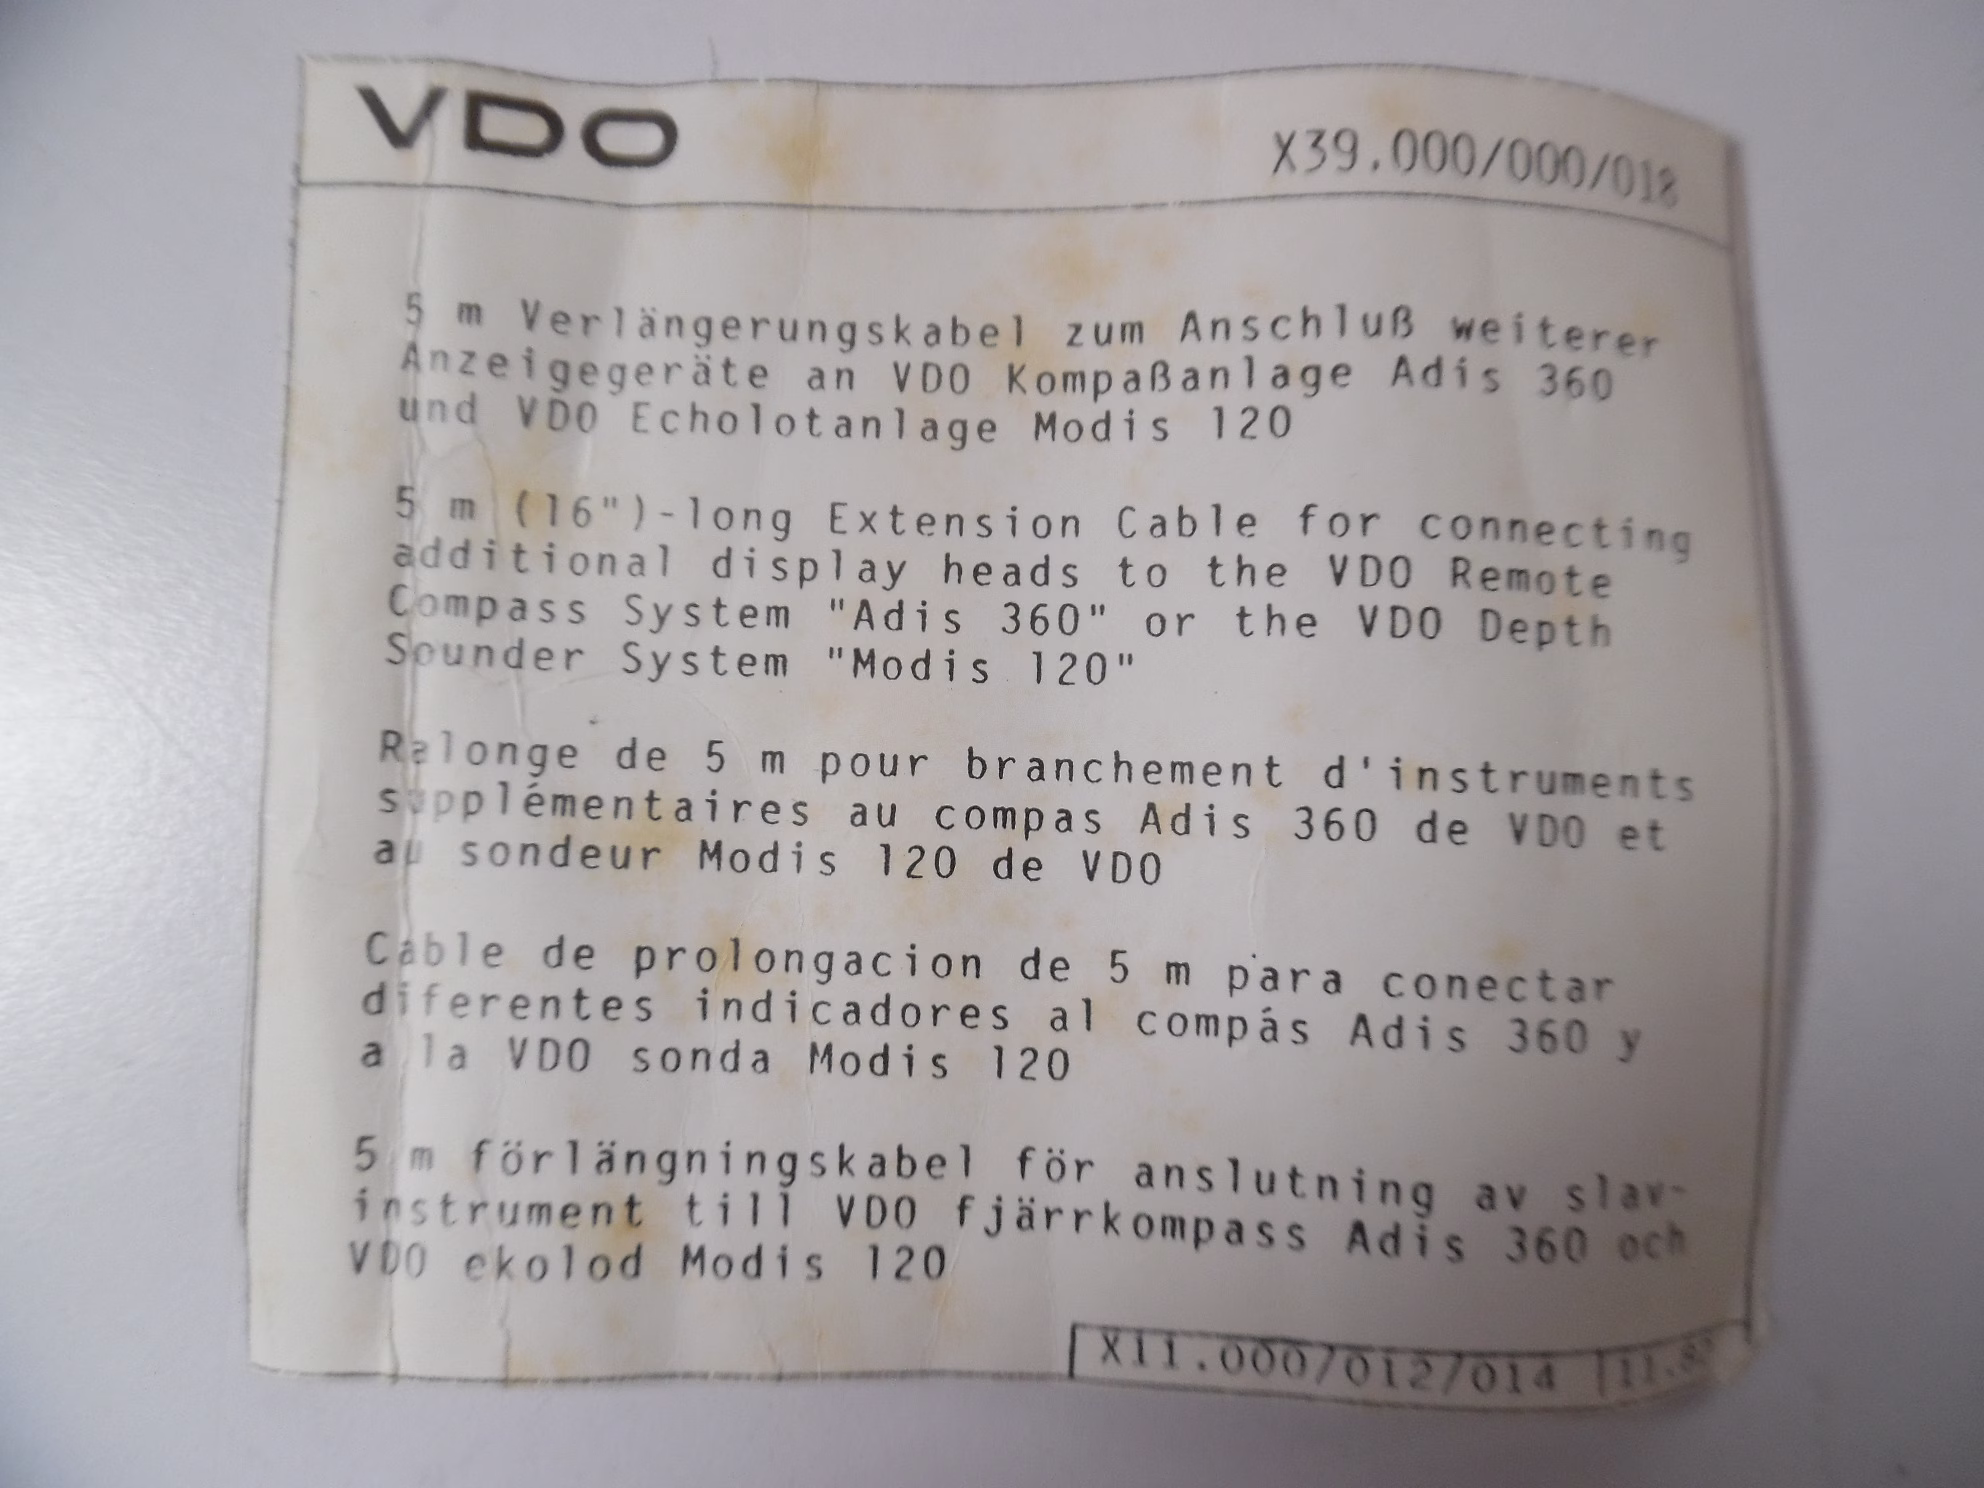 VDO
X39.000/000/018
5 m Verlängerungskabel zum Anschluß weiterer
Anzeigegeräte an VDO Kompaßanlage Adis 360
und VDO Echolotanlage Modis 120
5 m (16")-long Extension Cable for connecting
additional display heads to the VDO Remote
Compass System "Adis 360" or the VDO Depth
Sounder System "Modis 120"
Ralonge de 5 m pour branchement d'instruments
supplémentaires au compas Adis 360 de VDO et
au sondeur Modis 120 de VDO
Cable de prolongacion de 5 m para conectar
diferentes indicadores al compás Adis 360 y
a la VDO sonda Modis 120
5 m förlängningskabel för anslutning av slav-
instrument till VDO fjärrkompass Adis 360 och
VDO ekolod Modis 120
X11.000/012/014